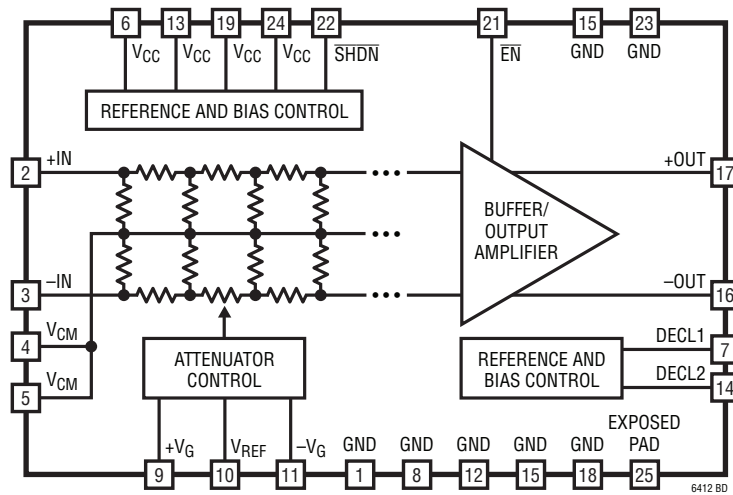 6 13 19 24 22 21 15 23
VCC VCC VCC VCC SHDN EN GND GND
REFERENCE AND BIAS CONTROL
2 +IN +OUT 17
BUFFER/
OUTPUT
AMPLIFIER
3 –IN –OUT 16
4 VCM
5 VCM
ATTENUATOR
CONTROL
REFERENCE AND
BIAS CONTROL
DECL1 7
DECL2 14
+VG VREF –VG GND GND GND GND GND EXPOSED
PAD
9 10 11 1 8 12 15 18 25
6412 BD